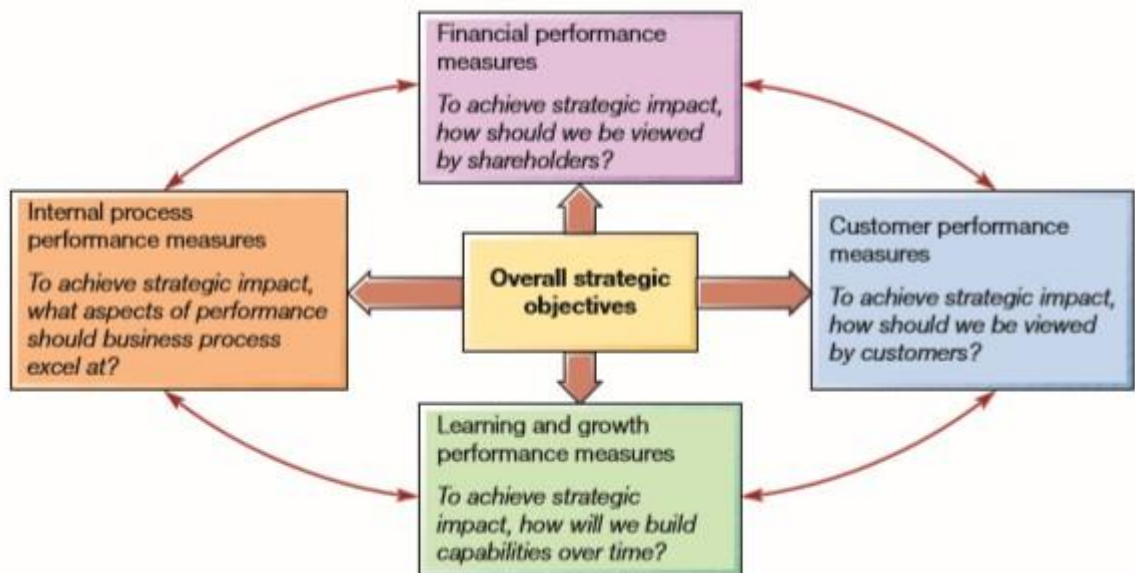 Financial performance
measures
To achieve strategic impact,
how should we be viewed
by shareholders?
Internal process
performance measures
To achieve strategic impact,
what aspects of performance
should business process
excel at?
Overall strategic
objectives
Customer performance
measures
To achieve strategic impact,
how should we be viewed
by customers?
Learning and growth
performance measures
To achieve strategic
impact, how will we build
capabilities over time?